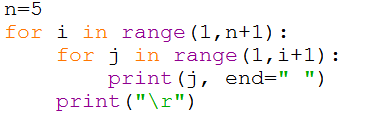 n=5
for i in range(1,n+1):
    for j in range(1,i+1):
        print(j, end=" ")
    print("\r")